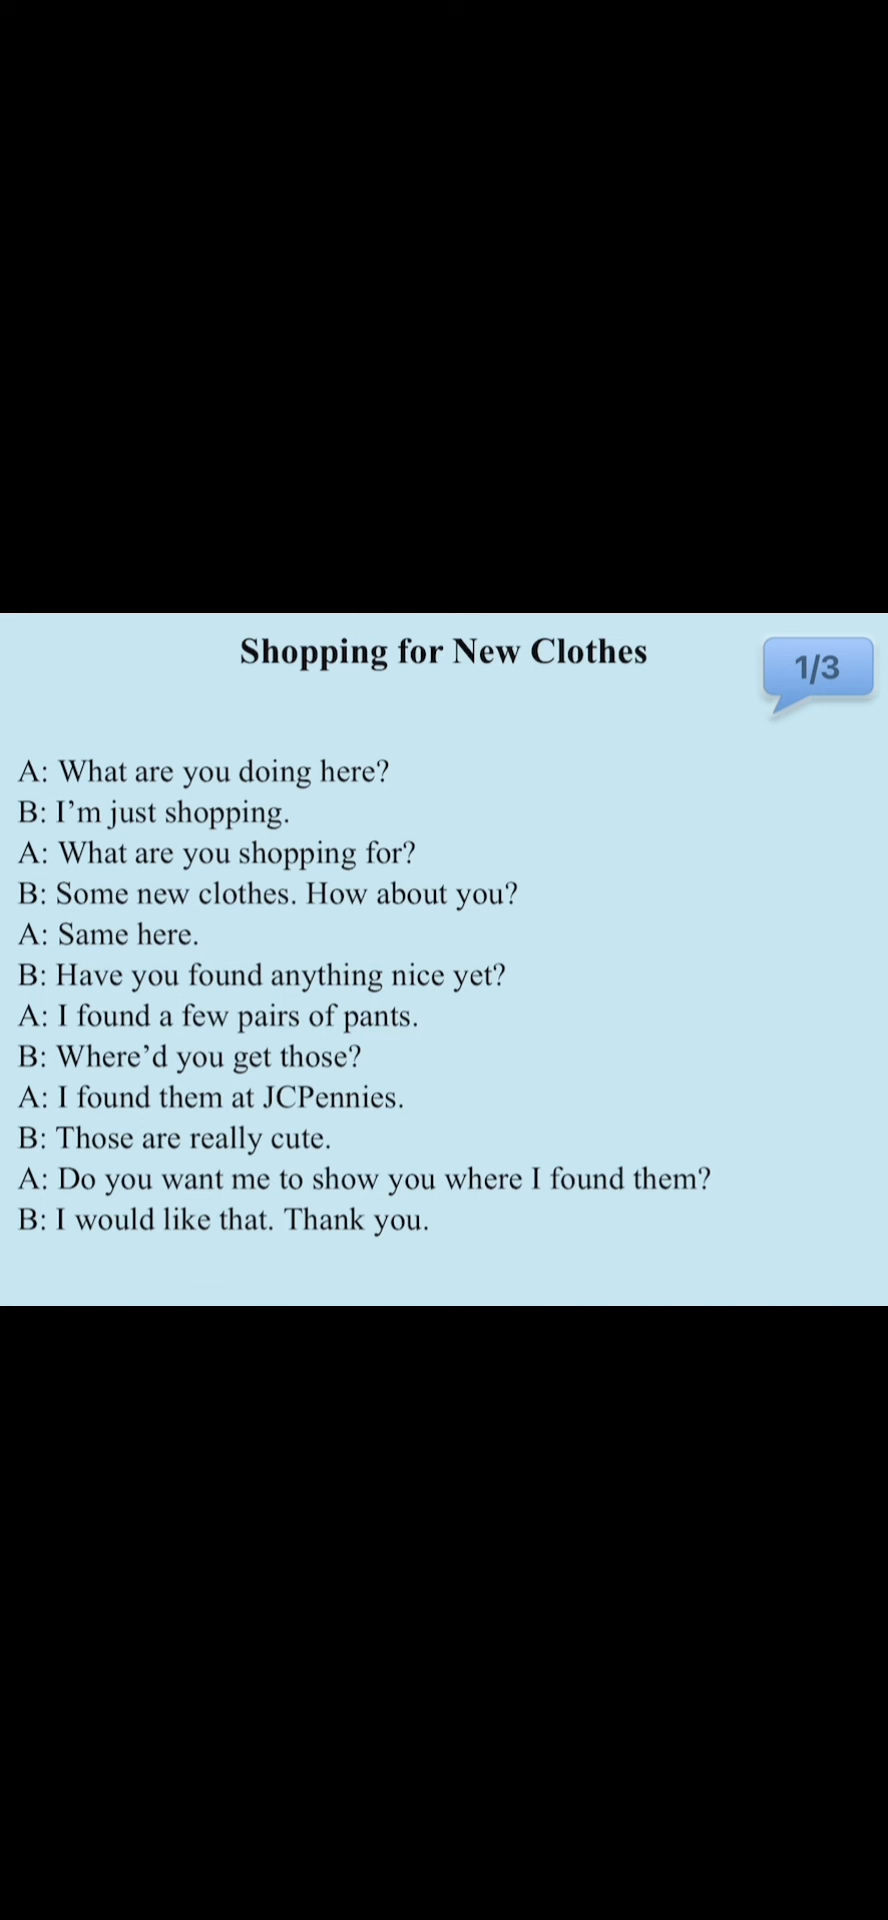 Shopping for New Clothes
1/3
A: What are you doing here?
B: I’m just shopping.
A: What are you shopping for?
B: Some new clothes. How about you?
A: Same here.
B: Have you found anything nice yet?
A: I found a few pairs of pants.
B: Where’d you get those?
A: I found them at JCPennies.
B: Those are really cute.
A: Do you want me to show you where I found them?
B: I would like that. Thank you.